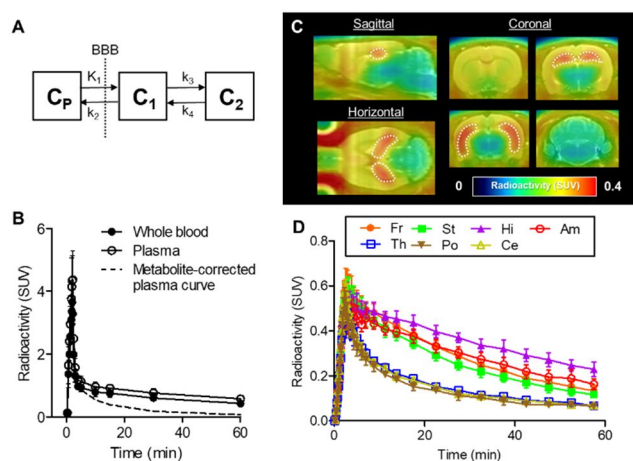 A
BBB
CP
K1
k2
C1
k3
k4
C2
B
Whole blood
Plasma
Metabolite-corrected
plasma curve
Radioactivity (SUV)
6
4
2
0
0 20 40 60
Time (min)
C
Sagittal
Coronal
Horizontal
0 Radioactivity (SUV) 0.4
D
Fr St Hi Am
Th Po Ce
Radioactivity (SUV)
0.8
0.6
0.4
0.2
0.0
0 20 40 60
Time (min)